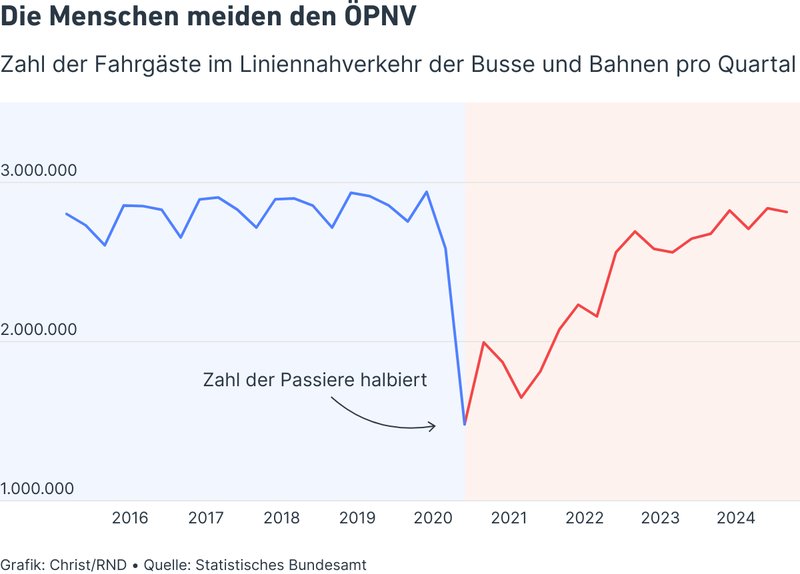 Die Menschen meiden den ÖPNV
Zahl der Fahrgäste im Liniennahverkehr der Busse und Bahnen pro Quartal
3.000.000
2.000.000
Zahl der Passiere halbiert
1.000.000
2016 2017 2018 2019 2020 2021 2022 2023 2024
Grafik: Christ/RND • Quelle: Statistisches Bundesamt